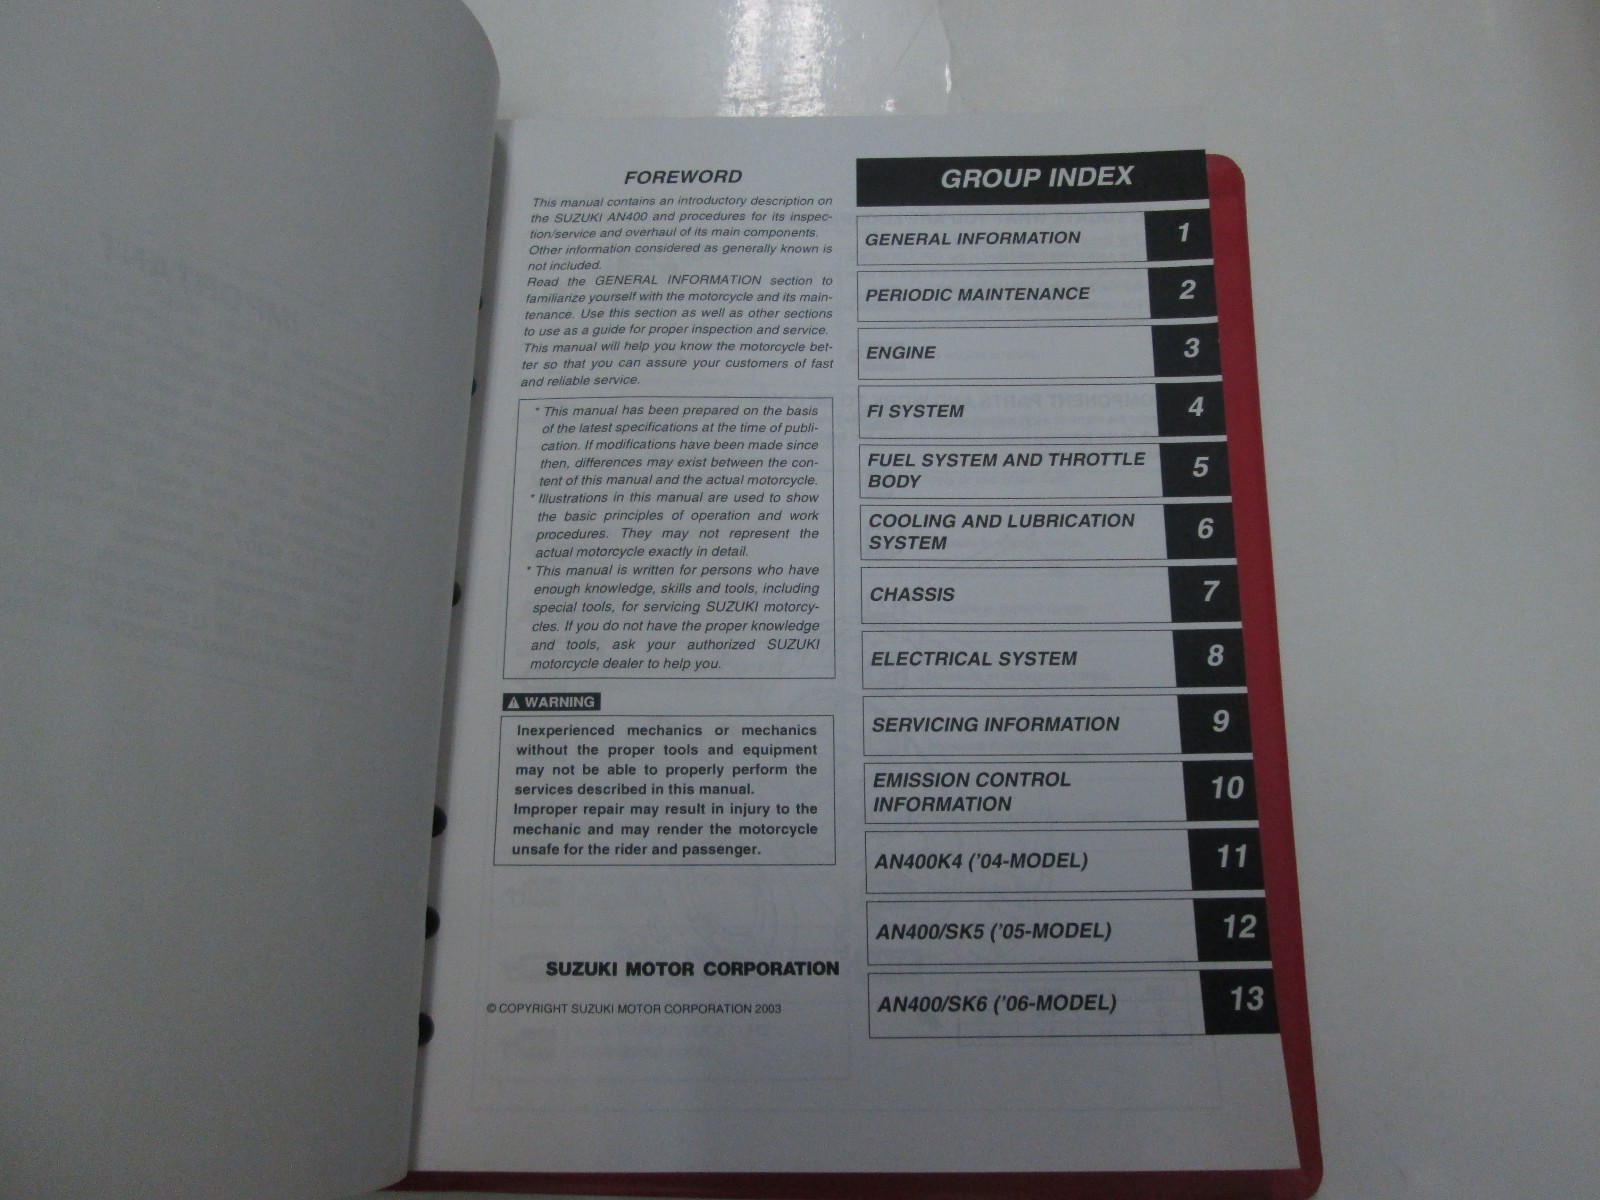 FOREWORD
This manual contains an introductory description on
the SUZUKI AN400 and procedures for its inspec-
tion/service and overhaul of its main components.
Other information considered as generally known is
not included.
Read the GENERAL INFORMATION section to
familiarize yourself with the motorcycle and its main-
tenance. Use this section as well as other sections
to use as a guide for proper inspection and service.
This manual will help you know the motorcycle bet-
ter so that you can assure your customers of fast
and reliable service.
* This manual has been prepared on the basis
of the latest specifications at the time of publi-
cation. If modifications have been made since
then, differences may exist between the con-
tent of this manual and the actual motorcycle.
* Illustrations in this manual are used to show
the basic principles of operation and work
procedures. They may not represent the
actual motorcycle exactly in detail.
* This manual is written for persons who have
enough knowledge, skills and tools, including
special tools, for servicing SUZUKI motorcy-
cles. If you do not have the proper knowledge
and tools, ask your authorized SUZUKI
motorcycle dealer to help you.
WARNING
Inexperienced mechanics or mechanics
without the proper tools and equipment
may not be able to properly perform the
services described in this manual.
Improper repair may result in injury to the
mechanic and may render the motorcycle
unsafe for the rider and passenger.
SUZUKI MOTOR CORPORATION
© COPYRIGHT SUZUKI MOTOR CORPORATION 2003
GROUP INDEX
GENERAL INFORMATION 1
PERIODIC MAINTENANCE 2
ENGINE 3
FI SYSTEM 4
FUEL SYSTEM AND THROTTLE
BODY 5
COOLING AND LUBRICATION
SYSTEM 6
CHASSIS 7
ELECTRICAL SYSTEM 8
SERVICING INFORMATION 9
EMISSION CONTROL
INFORMATION 10
AN400K4 ('04-MODEL) 11
AN400/SK5 ('05-MODEL) 12
AN400/SK6 ('06-MODEL) 13